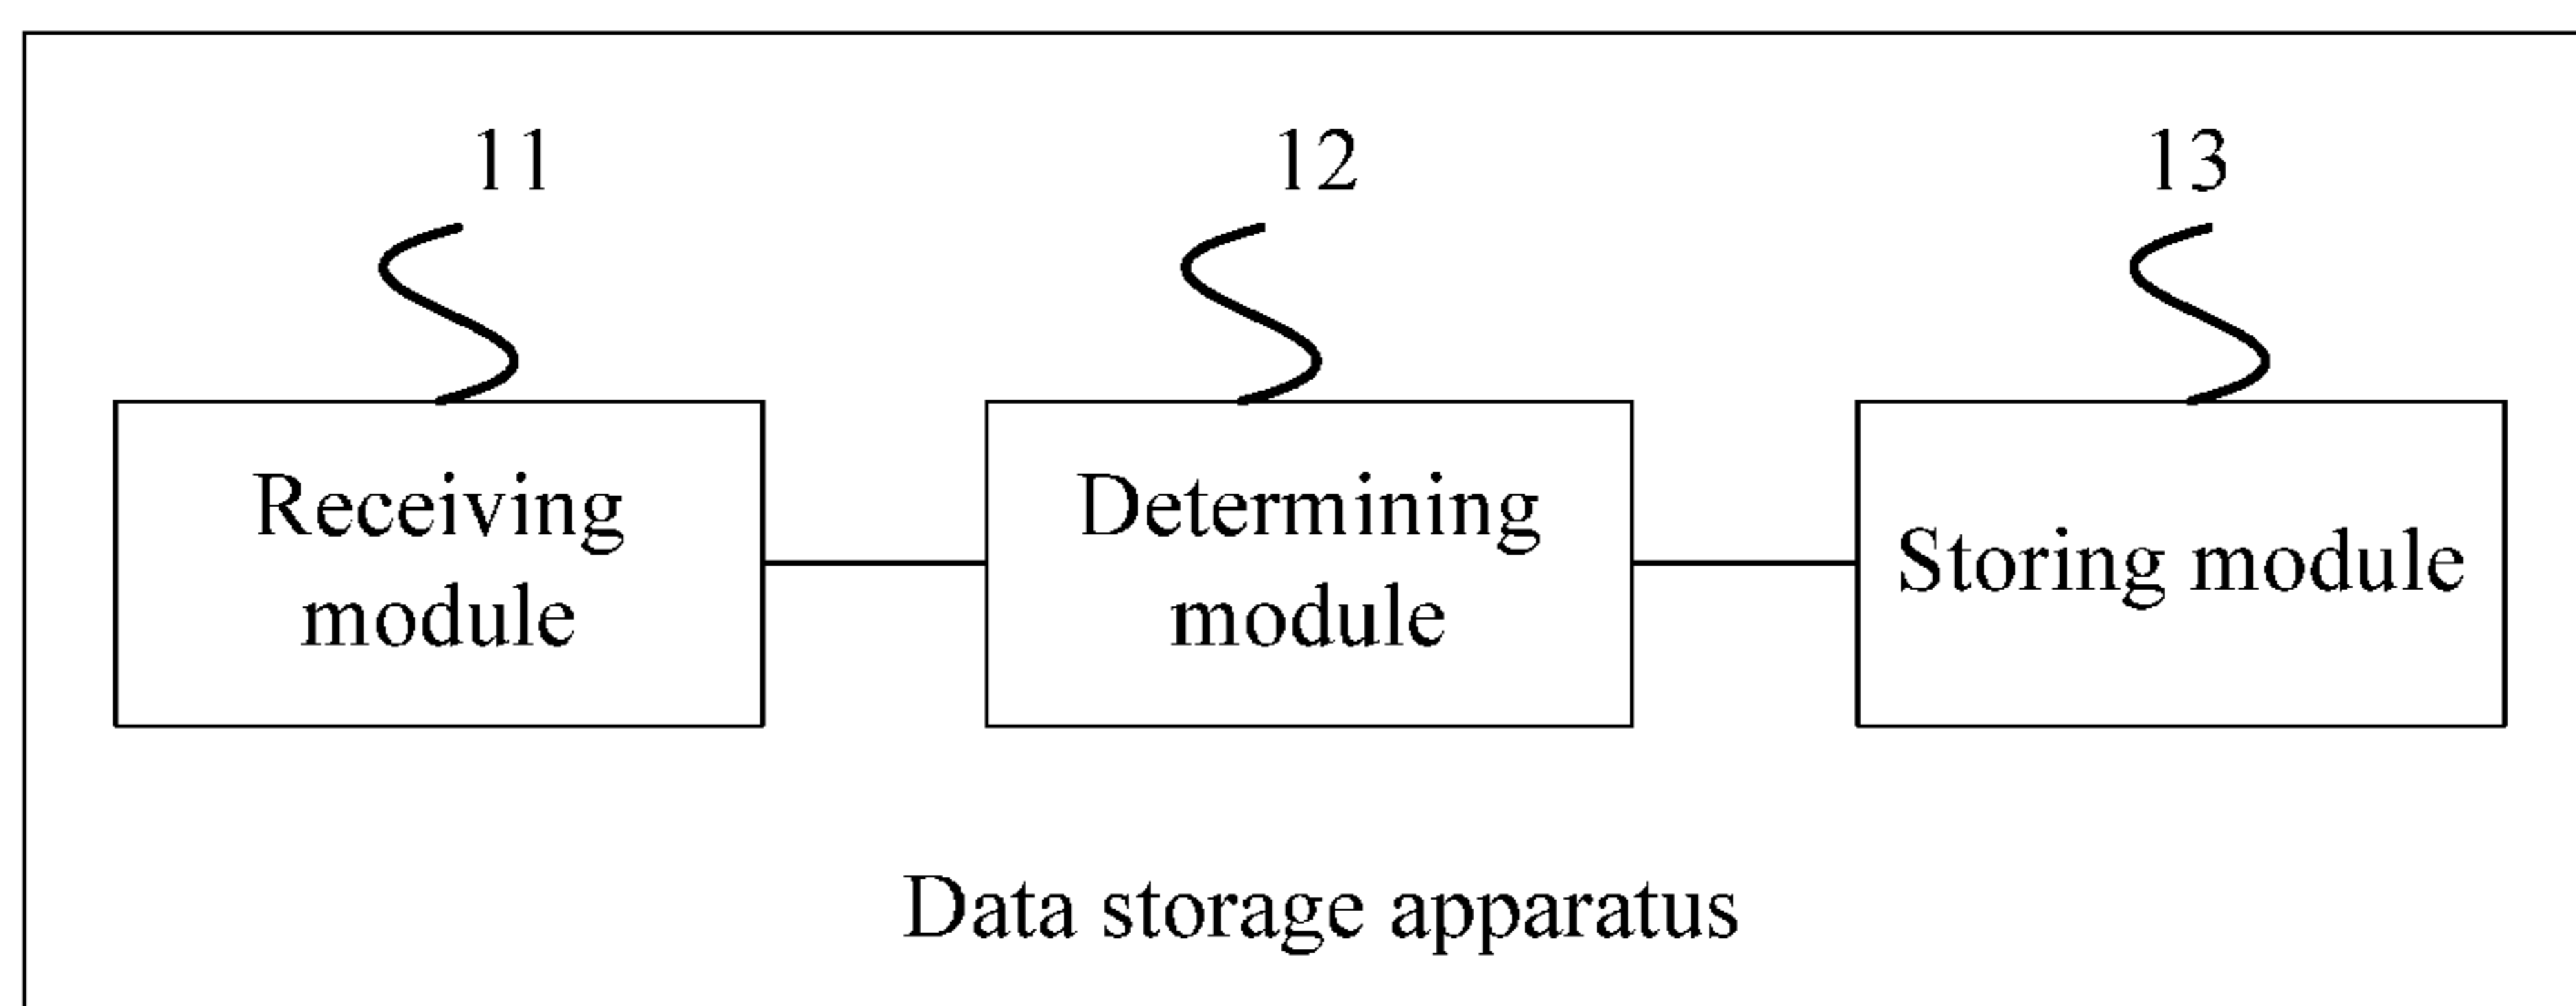 11
12
13
Receiving
module
Determining
module
Storing module
Data storage apparatus